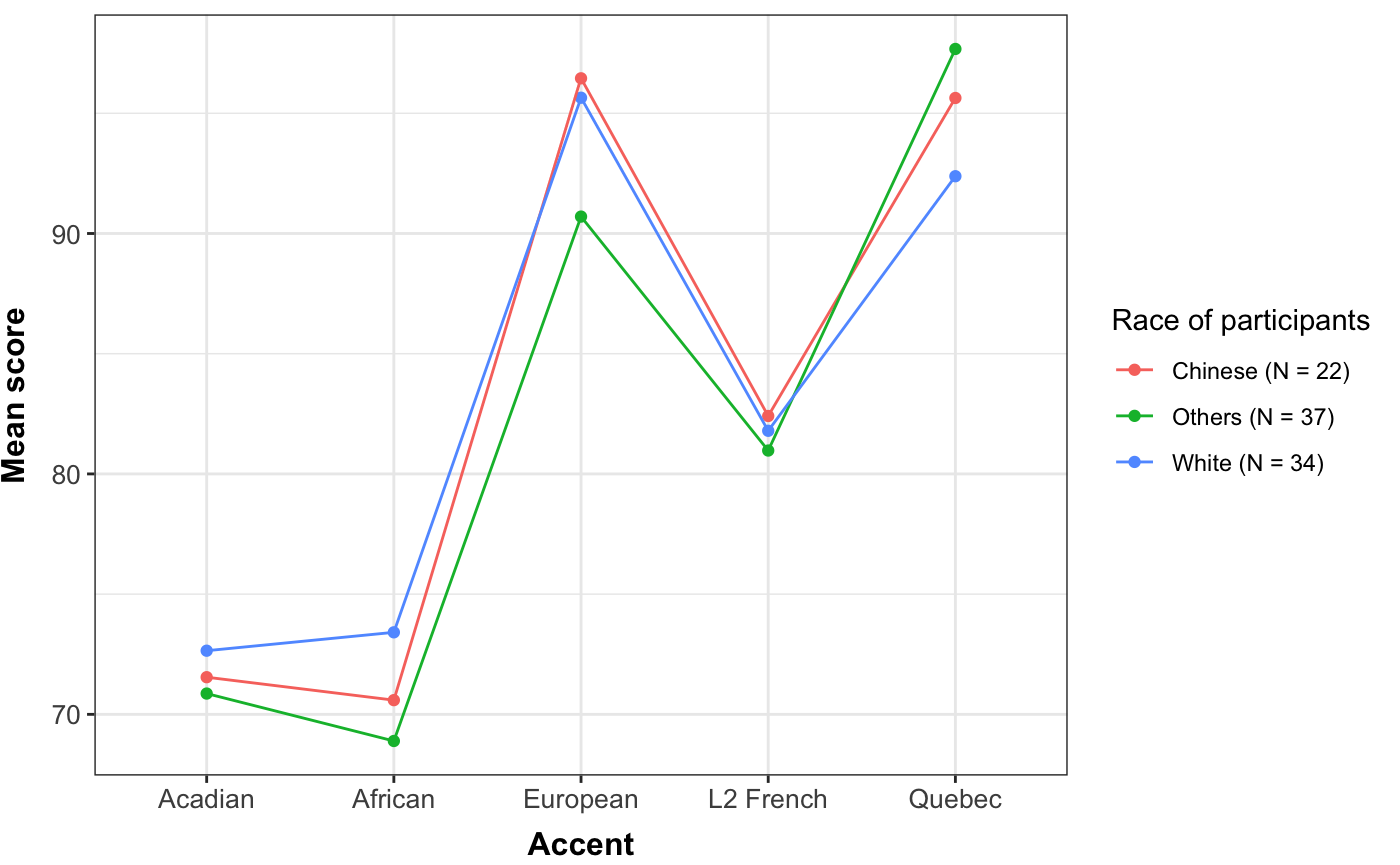 Mean score
90
80
70
Acadian
African
European
L2 French
Quebec
Accent
Race of participants
Chinese (N = 22)
Others (N = 37)
White (N = 34)